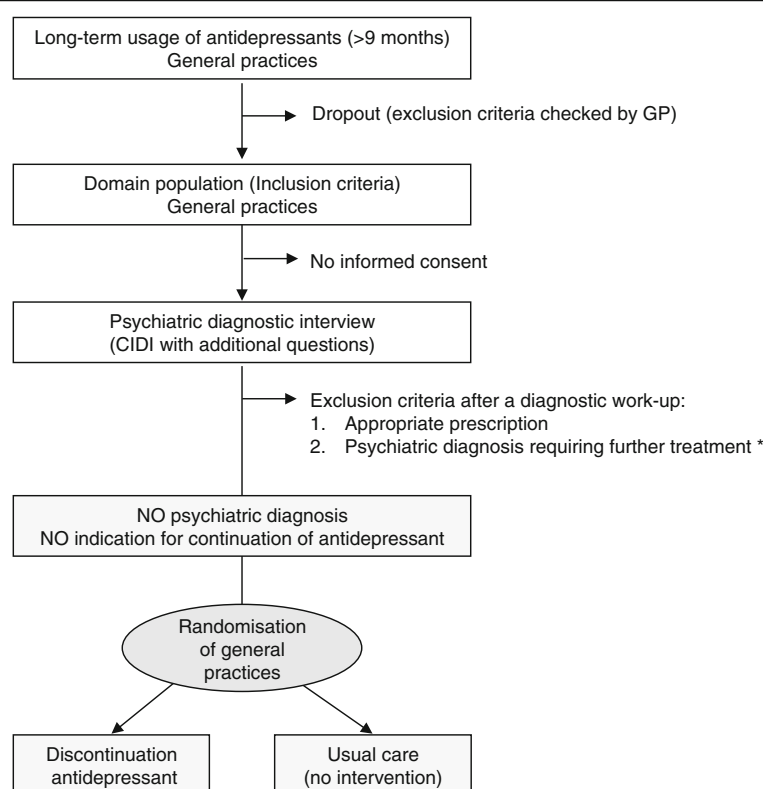 Long-term usage of antidepressants (>9 months)
General practices
Dropout (exclusion criteria checked by GP)
Domain population (Inclusion criteria)
General practices
No informed consent
Psychiatric diagnostic interview
(CIDI with additional questions)
Exclusion criteria after a diagnostic work-up:
1. Appropriate prescription
2. Psychiatric diagnosis requiring further treatment *
NO psychiatric diagnosis
NO indication for continuation of antidepressant
Randomisation
of general
practices
Discontinuation
antidepressant
Usual care
(no intervention)